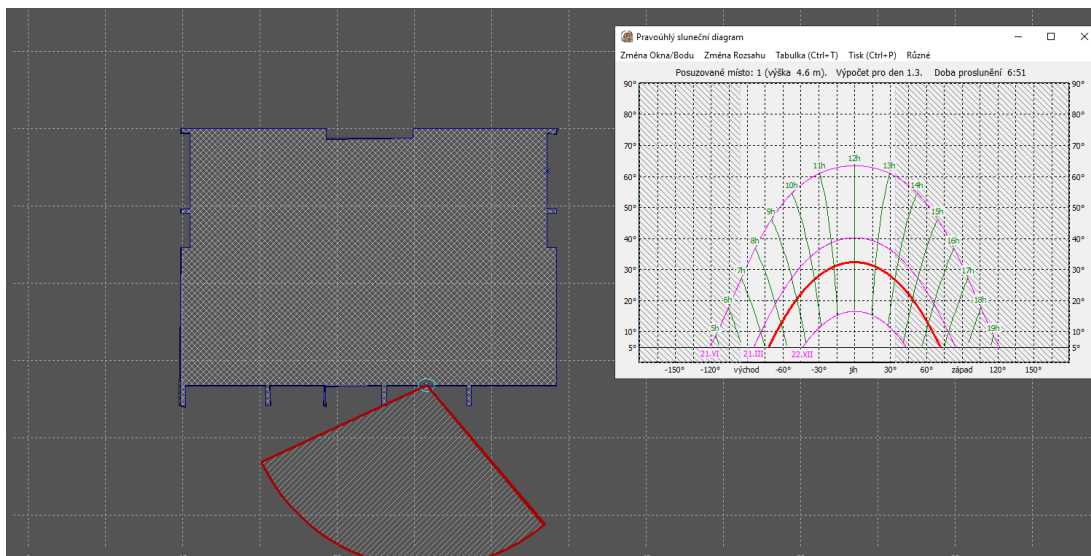 Pravoúhlý sluneční diagram
Změna Okna/Bodu Změna Rozsahu Tabulka (Ctrl+T) Tisk (Ctrl+P) Různé
Posuzované místo: 1 (výška 4.6 m). Výpočet pro den 1.3. Doba proslunění 6:51
90° 90°
80° 80°
70° 70°
12h
11h 13h
60° 60°
10h 14h
50° 50°
9h 15h
40° 40°
8h 16h
30° 30°
7h 17h
20° 20°
6h 18h
10° 10°
5h 19h
5° 5°
21.VI 21.III 22.XII
-150° -120° východ -60° -30° jih 30° 60° západ 120° 150°